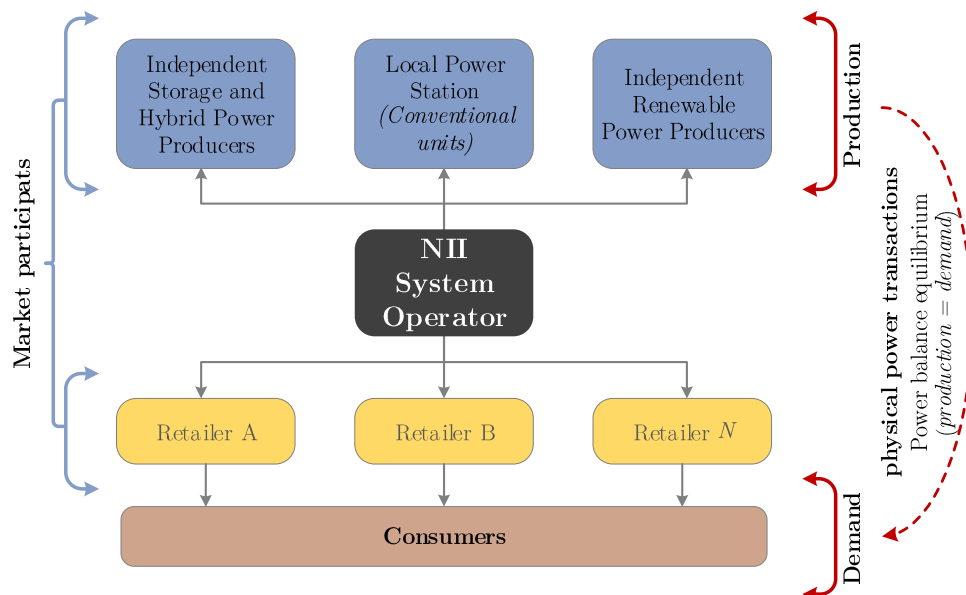 Independent
Storage and
Hybrid Power
Producers
Local Power
Station
(Conventional
units)
Independent
Renewable
Power Producers
Production
Market participats
NII
System
Operator
physical power transactions
Power balance equilibrium
(production = demand)
Retailer A
Retailer B
Retailer N
Consumers
Demand